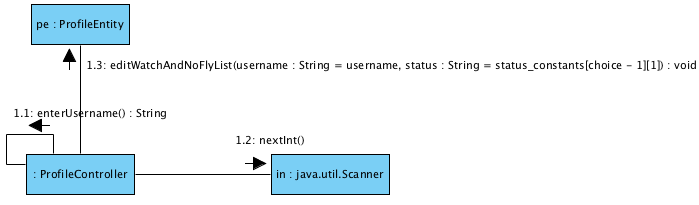 pe : ProfileEntity
1.3: editWatchAndNoFlyList(username : String = username, status : String = status_constants[choice - 1][1]) : void
1.1: enterUsername() : String
1.2: nextInt()
: ProfileController
in : java.util.Scanner